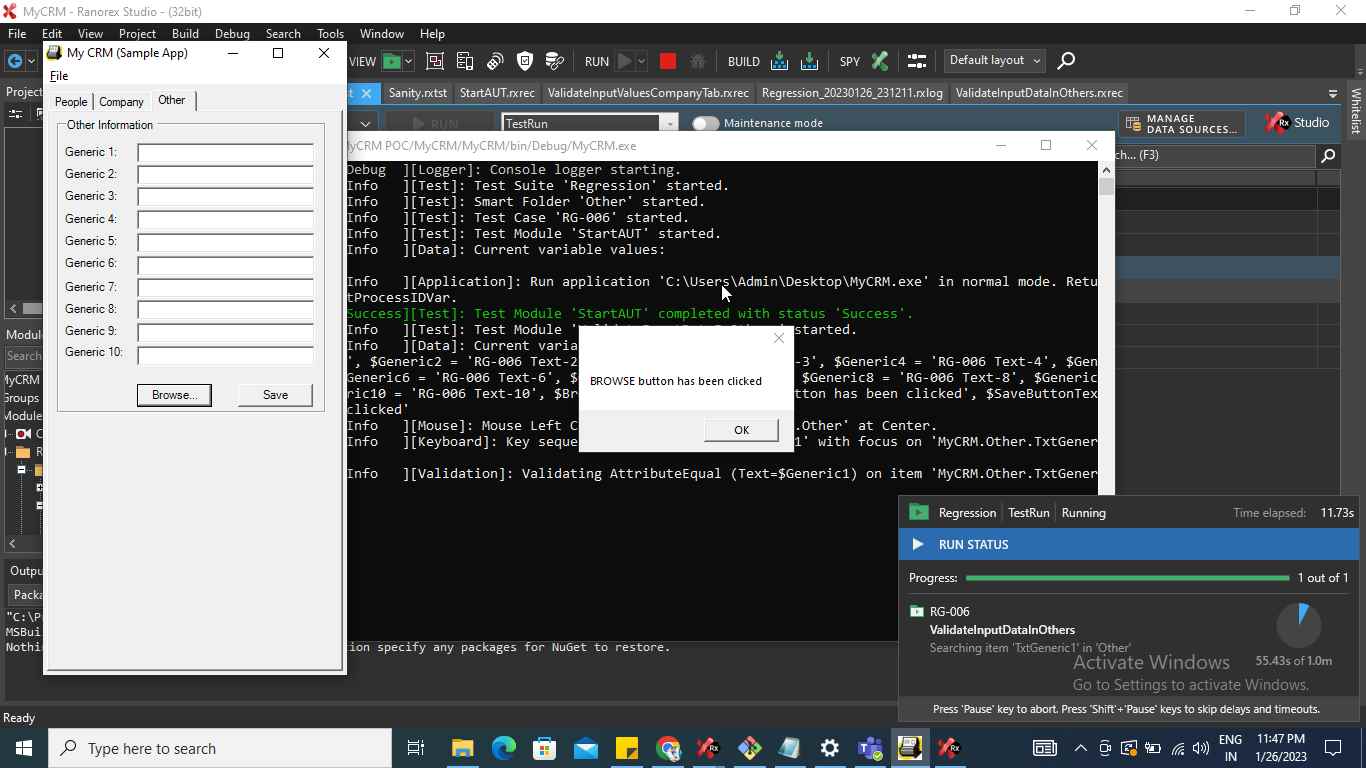 MyCRM - Ranorex Studio - (32bit)
File Edit View Project Build Debug Search Tools Window Help
VIEW RUN BUILD SPY Default layout
My CRM (Sample App)
File
People Company Other
Other Information
Generic 1:
Generic 2:
Generic 3:
Generic 4:
Generic 5:
Generic 6:
Generic 7:
Generic 8:
Generic 9:
Generic 10:
Browse... Save
Project
Sanity.rxtst StartAUT.rxrec ValidateInputValuesCompanyTab.rxrec Regression_20230126_231211.rxlog ValidateInputDataInOthers.rxrec
Whitelist
RUN TestRun Maintenance mode MANAGE DATA SOURCES... Rx Studio
ch... (F3)
MyCRM POC/MyCRM/MyCRM/bin/Debug/MyCRM.exe
Debug ][Logger]: Console logger starting.
Info ][Test]: Test Suite 'Regression' started.
Info ][Test]: Smart Folder 'Other' started.
Info ][Test]: Test Case 'RG-006' started.
Info ][Test]: Test Module 'StartAUT' started.
Info ][Data]: Current variable values:
Info ][Application]: Run application 'C:\Users\Admin\Desktop\MyCRM.exe' in normal mode. Retu
tProcessIDVar.
Success][Test]: Test Module 'StartAUT' completed with status 'Success'.
Info ][Test]: Test Module started.
Info ][Data]: Current varia
', $Generic2 = 'RG-006 Text-2 -3', $Generic4 = 'RG-006 Text-4', $Gen
Generic6 = 'RG-006 Text-6', $ $Generic8 = 'RG-006 Text-8', $Generic
ric10 = 'RG-006 Text-10', $Br tton has been clicked', $SaveButtonTex
clicked'
Info ][Mouse]: Mouse Left C .Other' at Center.
Info ][Keyboard]: Key seque 1' with focus on 'MyCRM.Other.TxtGener
Info ][Validation]: Validating AttributeEqual (Text=$Generic1) on item 'MyCRM.Other.TxtGener
BROWSE button has been clicked
OK
Modul
Search
MyCRM
Groups
Module
Outpu
Packa
"C:\P
MSBui
Nothi ion specify any packages for NuGet to restore.
Regression TestRun Running Time elapsed: 11.73s
RUN STATUS
Progress: 1 out of 1
RG-006
ValidateInputDataInOthers
Searching item 'TxtGeneric1' in 'Other'
55.43s of 1.0m
Activate Windows
Go to Settings to activate Windows.
Press 'Pause' key to abort. Press 'Shift'+'Pause' keys to skip delays and timeouts.
Ready
Type here to search
ENG
IN
11:47 PM
1/26/2023